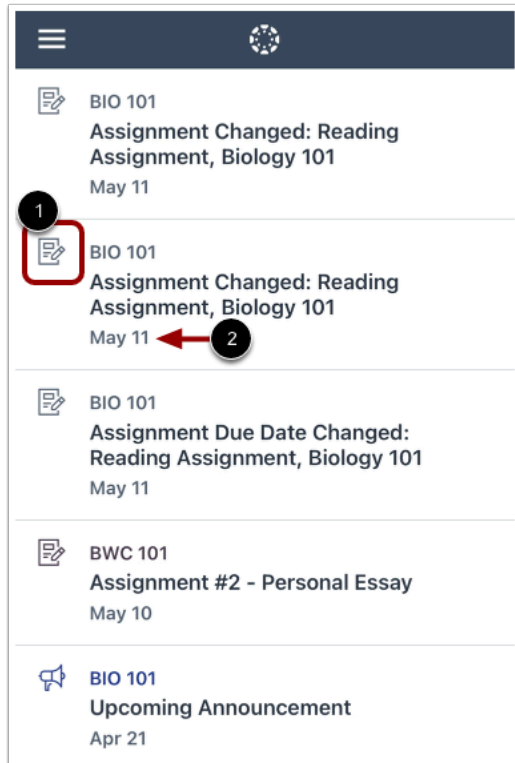 BIO 101
Assignment Changed: Reading
Assignment, Biology 101
May 11
1
BIO 101
Assignment Changed: Reading
Assignment, Biology 101
May 11
2
BIO 101
Assignment Due Date Changed:
Reading Assignment, Biology 101
May 11
BWC 101
Assignment #2 - Personal Essay
May 10
BIO 101
Upcoming Announcement
Apr 21